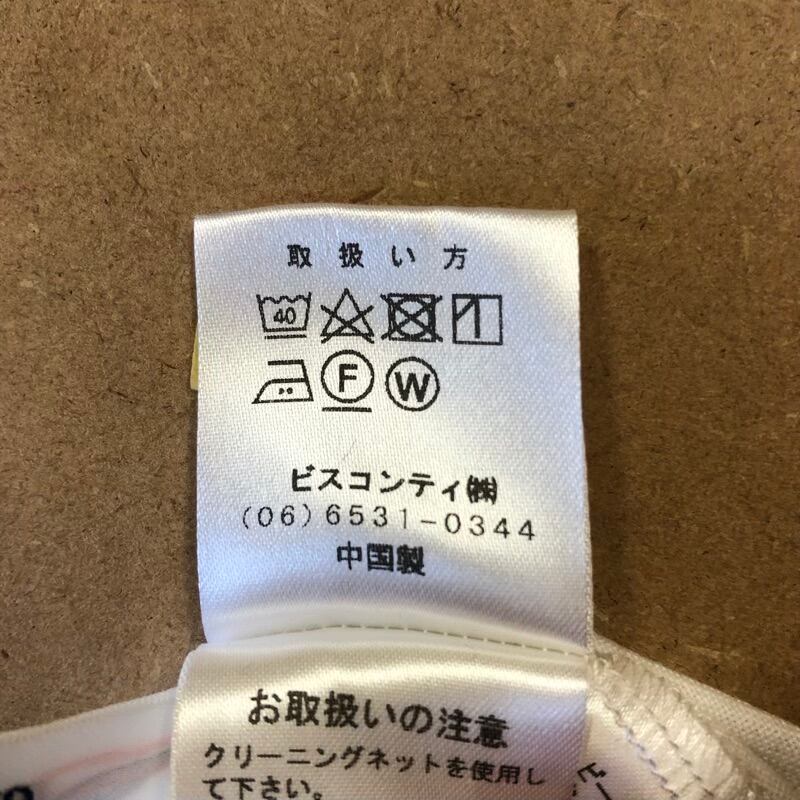 取扱い方
40
F W
ビスコンティ㈱
(06)6531-0344
中国製
お取扱いの注意
クリーニングネットを使用し
て下さい。